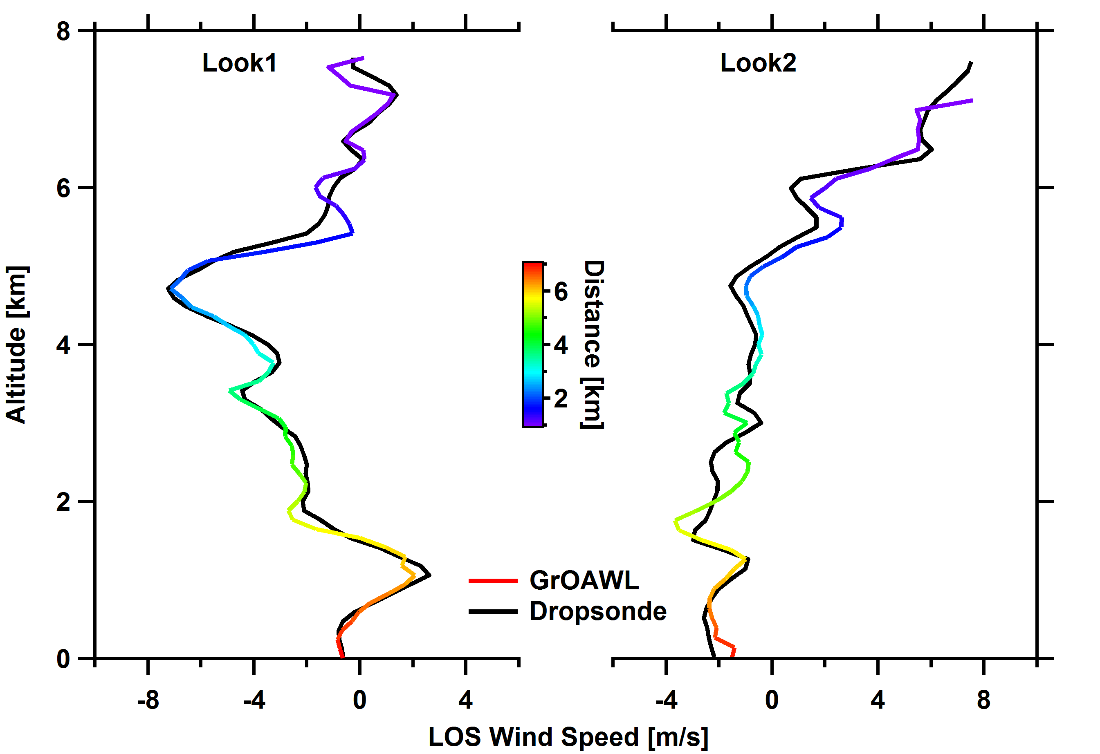 Look1
Look2
8
6
4
2
0
Altitude [km]
6
4
2
Distance [km]
GrOAWL
Dropsonde
-8 -4 0 4
-4 0 4 8
LOS Wind Speed [m/s]